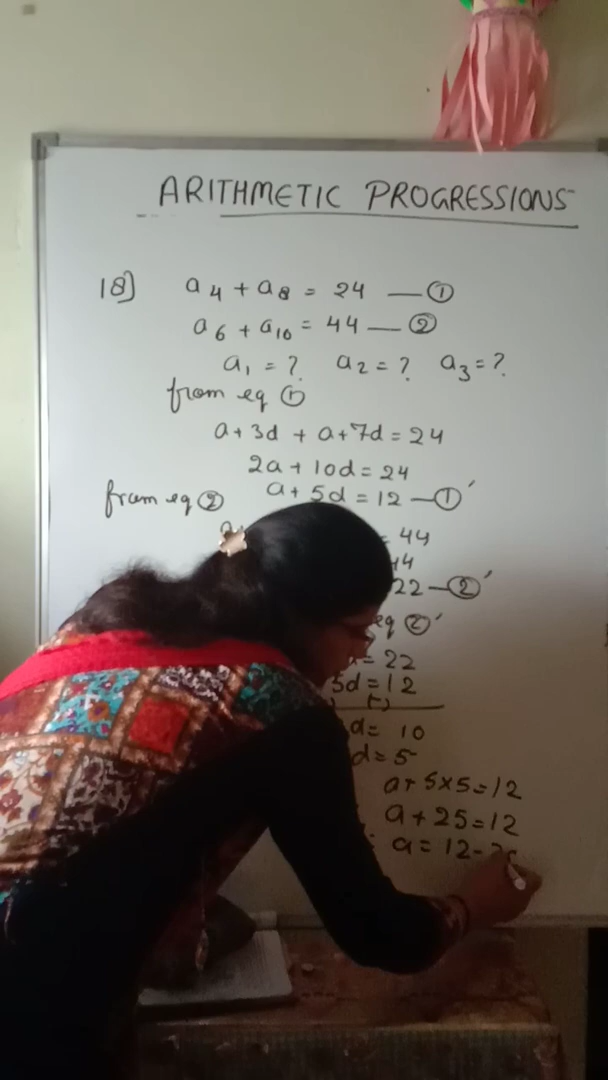 ARITHMETIC PROGRESSIONS
18] a4 + a8 = 24 — ①
a6 + a10 = 44 — ②
a1 = ? a2 = ? a3 = ?
from eq ①
a + 3d + a + 7d = 24
2a + 10d = 24
a + 5d = 12 — ①'
from eq ②
= 44
22 — ②'
eq ②'
= 22
5d = 12
d = 10
d = 5
a + 5 × 5 = 12
a + 25 = 12
a = 12 -